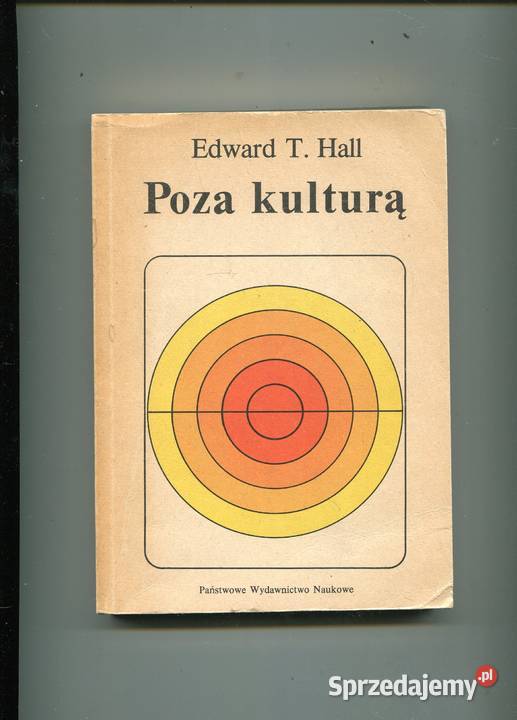 Edward T. Hall
Poza kulturą
Państwowe Wydawnictwo Naukowe
Sprzedajemy.pl